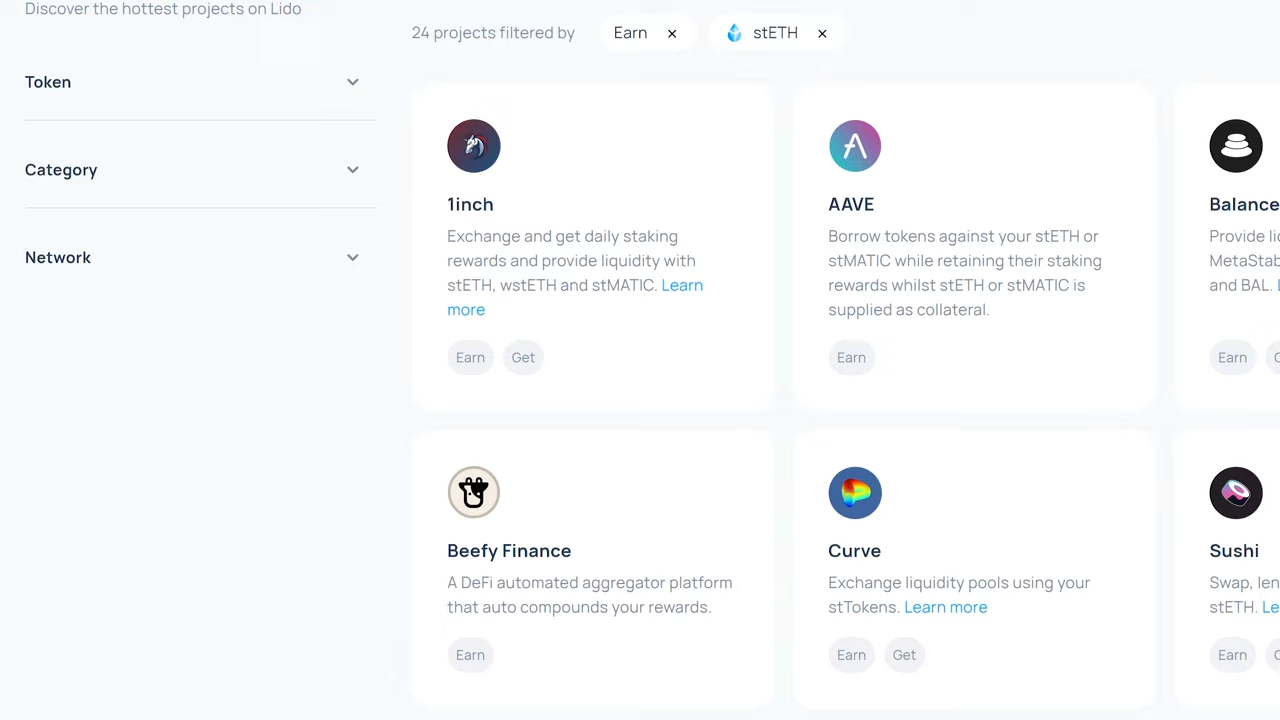 Discover the hottest projects on Lido
24 projects filtered by
Earn ×
stETH ×
Token
Category
Network
1inch
Exchange and get daily staking
rewards and provide liquidity with
stETH, wstETH and stMATIC. Learn
more
Earn Get
AAVE
Borrow tokens against your stETH or
stMATIC while retaining their staking
rewards whilst stETH or stMATIC is
supplied as collateral.
Earn
Balance
Provide
MetaStab
and BAL.
Earn
Beefy Finance
A DeFi automated aggregator platform
that auto compounds your rewards.
Earn
Curve
Exchange liquidity pools using your
stTokens. Learn more
Earn Get
Sushi
Swap, len
stETH. Le
Earn